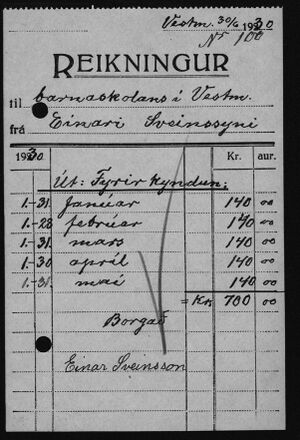 Vestm. 30/6 1930
Nr 100
REIKNINGUR
til barnaskólans í Vestm.
frá Einari Sveinssyni
1930 Kr. aur.
Út: Fyrir kyndun:
1.-31. Janúar 140 00
1.-28 febrúar 140 00
1.-31. mars 140 00
1.-30 apríl 140 00
1.-31. maí 140 00
= Kr 700 00
Borgað
Einar Sveinsson